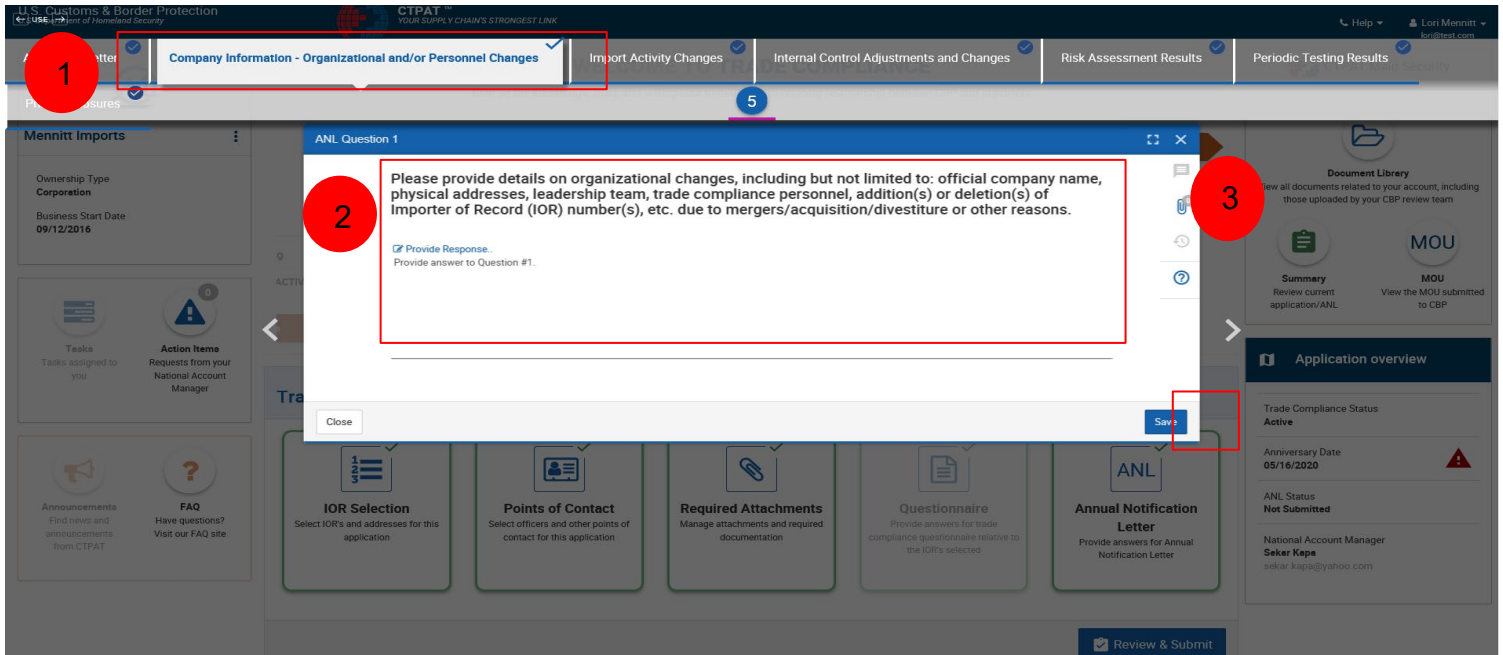 U.S. Customs & Border Protection
USE
Department of Homeland Security
CTPAT ™
YOUR SUPPLY CHAIN'S STRONGEST LINK
Help
Lori Mennitt
lori@test.com
1
Company Information - Organizational and/or Personnel Changes
Import Activity Changes
Internal Control Adjustments and Changes
Risk Assessment Results
Periodic Testing Results
WELCOME TO TRADE COMPLIANCE
5
Mennitt Imports
Ownership Type
Corporation
Business Start Date
09/12/2016
0
Tasks
Tasks assigned to
you
Action Items
Requests from your
National Account
Manager
Announcements
Find news and
announcements
from CTPAT
FAQ
Have questions?
Visit our FAQ site
ANL Question 1
2
Please provide details on organizational changes, including but not limited to: official company name,
physical addresses, leadership team, trade compliance personnel, addition(s) or deletion(s) of
Importer of Record (IOR) number(s), etc. due to mergers/acquisition/divestiture or other reasons.
Provide Response..
Provide answer to Question #1.
3
Close
Save
IOR Selection
Select IOR's and addresses for this
application
Points of Contact
Select officers and other points of
contact for this application
Required Attachments
Manage attachments and required
documentation
Questionnaire
Provide answers for trade
compliance questionnaire relative to
the IOR's selected
ANL
Annual Notification
Letter
Provide answers for Annual
Notification Letter
Review & Submit
Document Library
View all documents related to your account, including
those uploaded by your CBP review team
Summary
Review current
application/ANL
MOU
MOU
View the MOU submitted
to CBP
Application overview
Trade Compliance Status
Active
Anniversary Date
05/16/2020
ANL Status
Not Submitted
National Account Manager
Sekar Kapa
sekar.kapa@yahoo.com